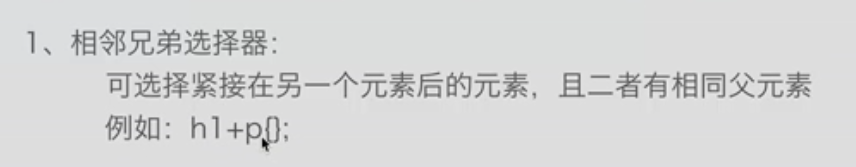 1、相邻兄弟选择器：
可选择紧接在另一个元素后的元素，且二者有相同父元素
例如：h1+p{};